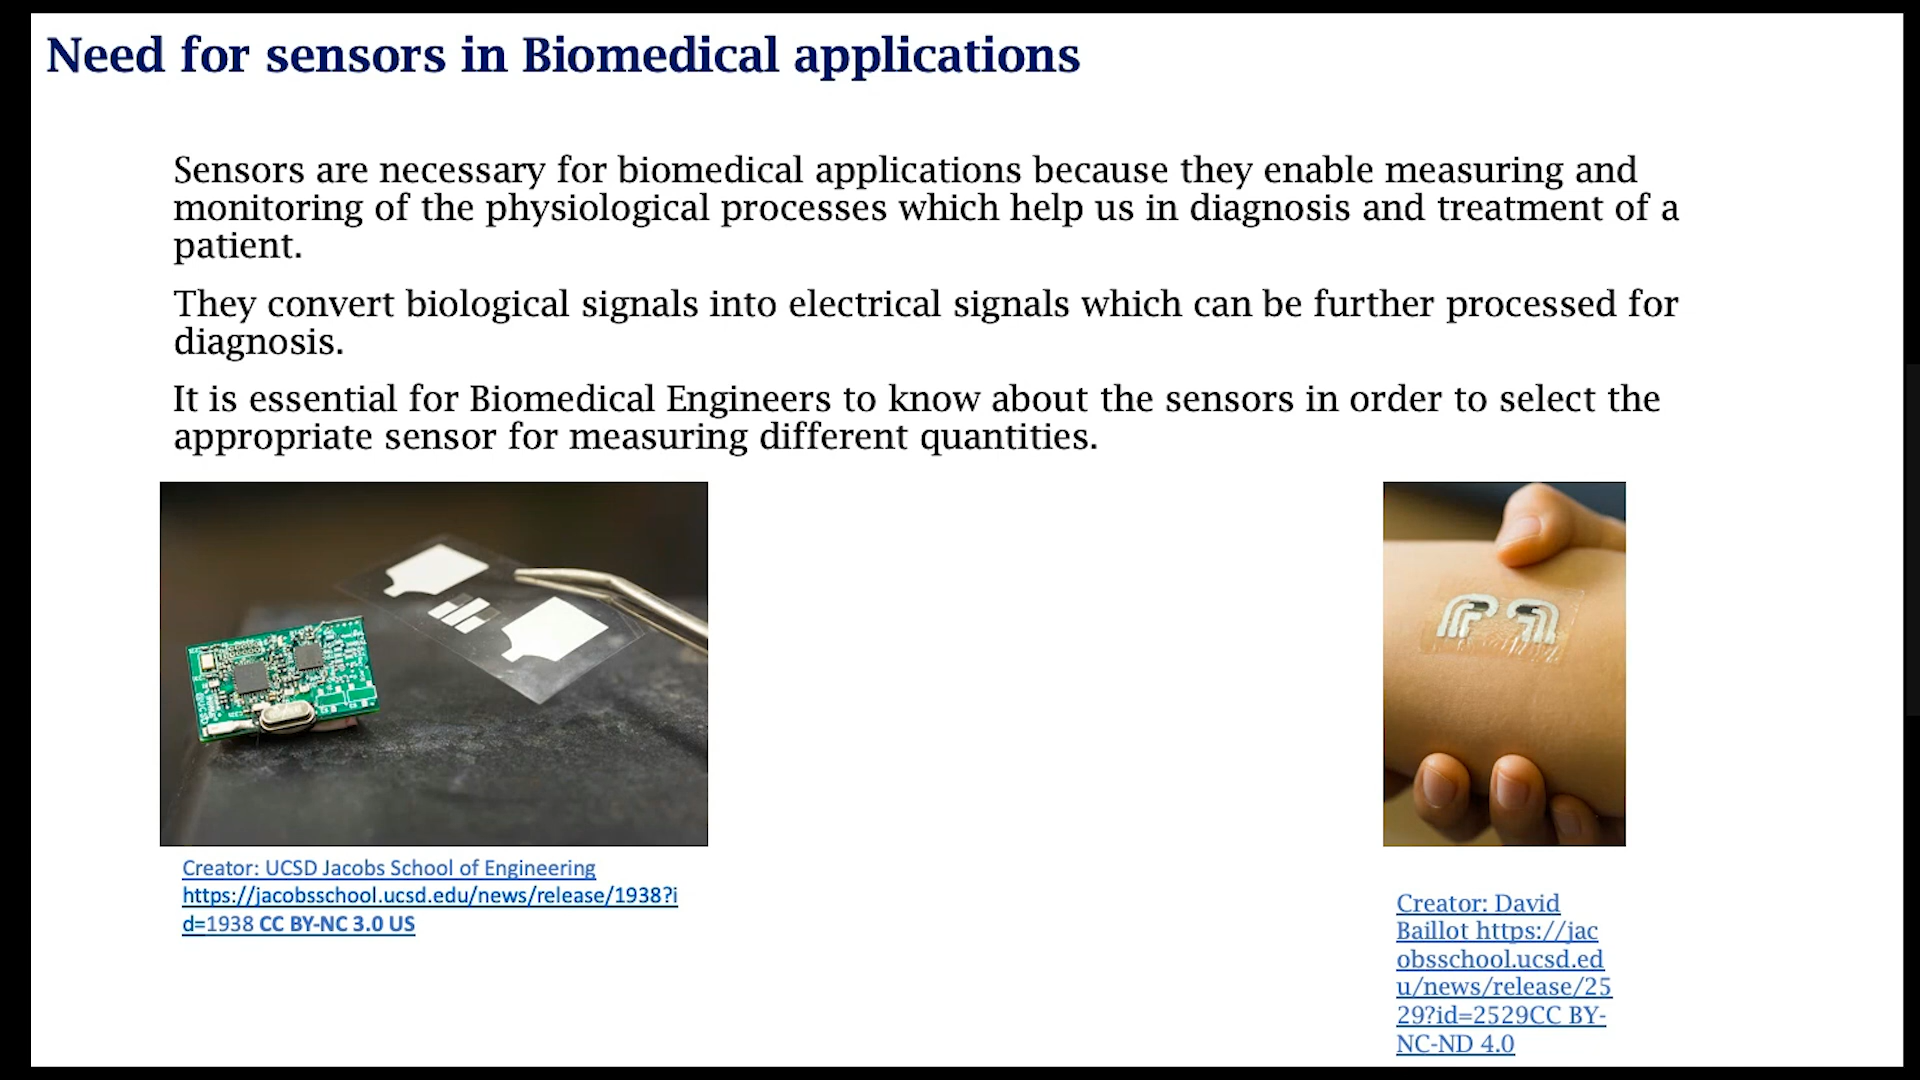 Need for sensors in Biomedical applications
Sensors are necessary for biomedical applications because they enable measuring and
monitoring of the physiological processes which help us in diagnosis and treatment of a
patient.
They convert biological signals into electrical signals which can be further processed for
diagnosis.
It is essential for Biomedical Engineers to know about the sensors in order to select the
appropriate sensor for measuring different quantities.
Creator: UCSD Jacobs School of Engineering
https://jacobsschool.ucsd.edu/news/release/1938?i
d=1938 CC BY-NC 3.0 US
Creator: David
Baillot https://jac
obsschool.ucsd.ed
u/news/release/25
29?id=2529CC BY-
NC-ND 4.0